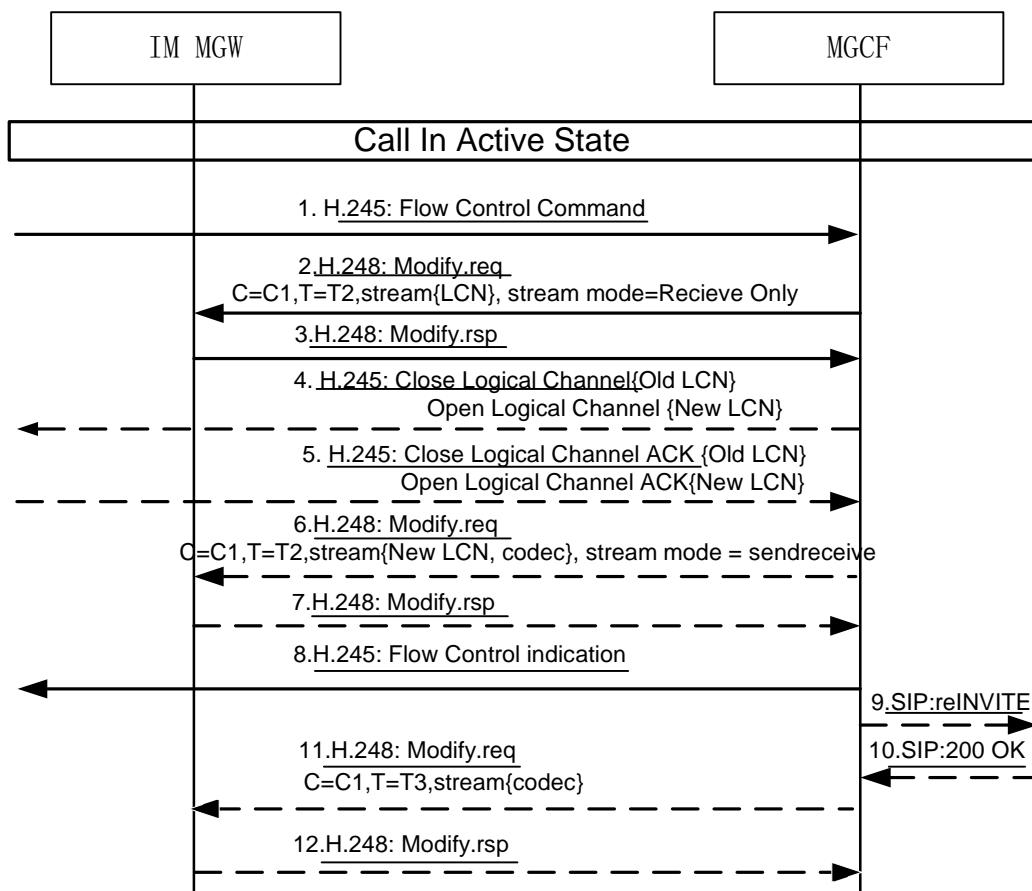 IM MGW
MGCF
Call In Active State
1. H.245: Flow Control Command
2.H.248: Modify.req
C=C1,T=T2,stream{LCN}, stream mode=Recieve Only
3.H.248: Modify.rsp
4. H.245: Close Logical Channel{Old LCN}
Open Logical Channel {New LCN}
5. H.245: Close Logical Channel ACK {Old LCN}
Open Logical Channel ACK{New LCN}
6.H.248: Modify.req
C=C1,T=T2,stream{New LCN, codec}, stream mode = sendreceive
7.H.248: Modify.rsp
8.H.245: Flow Control indication
9.SIP:reINVITE
10.SIP:200 OK
11.H.248: Modify.req
C=C1,T=T3,stream{codec}
12.H.248: Modify.rsp